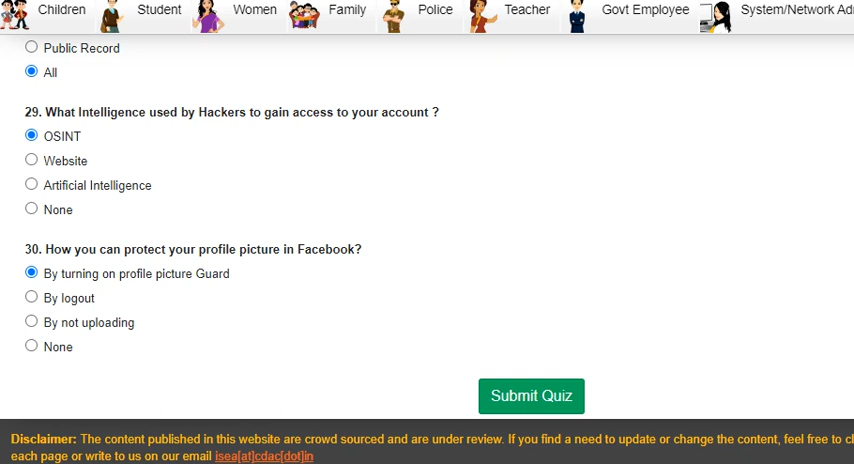 Children Student Women Family Police Teacher Govt Employee System/Network
Public Record
All
29. What Intelligence used by Hackers to gain access to your account ?
OSINT
Website
Artificial Intelligence
None
30. How you can protect your profile picture in Facebook?
By turning on profile picture Guard
By logout
By not uploading
None
Submit Quiz
Disclaimer: The content published in this website are crowd sourced and are under review. If you find a need to update or change the content, feel free to
each page or write to us on our email isea[at]cdac[dot]in